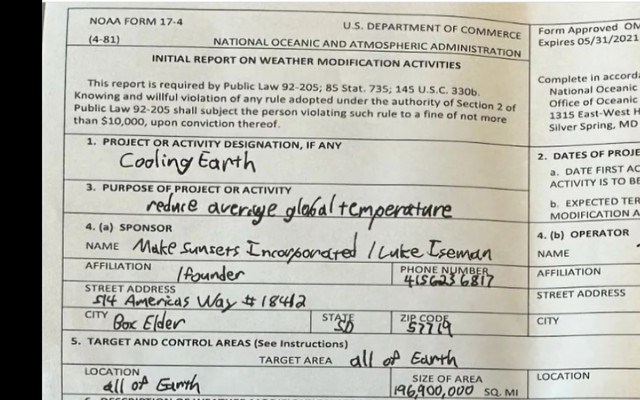 NOAA FORM 17-4
(4-81)
U.S. DEPARTMENT OF COMMERCE
NATIONAL OCEANIC AND ATMOSPHERIC ADMINISTRATION
INITIAL REPORT ON WEATHER MODIFICATION ACTIVITIES
This report is required by Public Law 92-205; 85 Stat. 735; 145 U.S.C. 330b.
Knowing and willful violation of any rule adopted under the authority of Section 2 of
Public Law 92-205 shall subject the person violating such rule to a fine of not more
than $10,000, upon conviction thereof.
1. PROJECT OR ACTIVITY DESIGNATION, IF ANY
Cooling Earth
3. PURPOSE OF PROJECT OR ACTIVITY
reduce average global temperature
4. (a) SPONSOR
NAME Make Sunsets Incorporated / Luke Iseman
AFFILIATION
/founder
PHONE NUMBER
4156236817
STREET ADDRESS
514 Americas Way # 18412
CITY Box Elder
STATE
SD
ZIP CODE
57719
5. TARGET AND CONTROL AREAS (See Instructions)
TARGET AREA all of Earth
LOCATION
all of Earth
SIZE OF AREA
196,900,000 SQ. MI
Form Approved
Expires 05/31/2021
Complete in
National Oceanic
Office of Oceanic
1315 East-West
Silver Spring, MD
2. DATES OF
a. DATE FIRST
ACTIVITY IS TO
b. EXPECTED
MODIFICATION
4. (b) OPERATOR
NAME
AFFILIATION
STREET ADDRESS
CITY
LOCATION